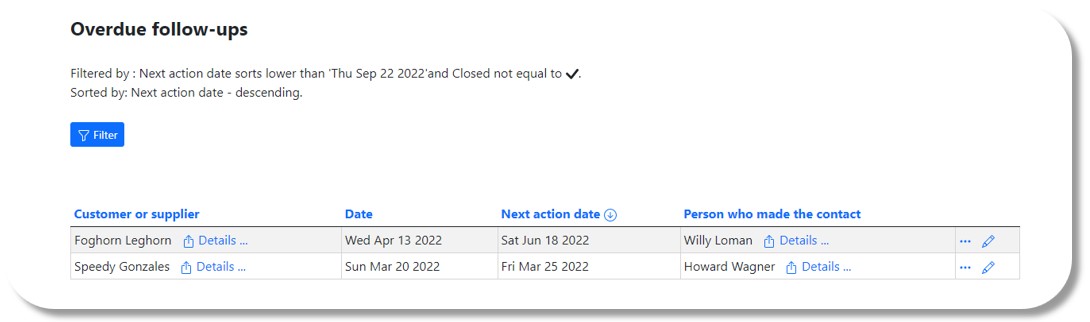 Overdue follow-ups
Filtered by : Next action date sorts lower than 'Thu Sep 22 2022'and Closed not equal to ✔.
Sorted by: Next action date - descending.
Filter
Customer or supplier Date Next action date Person who made the contact
Foghorn Leghorn Details ... Wed Apr 13 2022 Sat Jun 18 2022 Willy Loman Details ...
Speedy Gonzales Details ... Sun Mar 20 2022 Fri Mar 25 2022 Howard Wagner Details ...